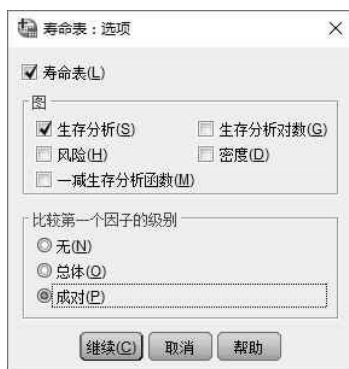 寿命表：选项
寿命表(L)
图
生存分析(S) 生存分析对数(G)
风险(H) 密度(D)
一减生存分析函数(M)
比较第一个因子的级别
无(N)
总体(O)
成对(P)
继续(C) 取消 帮助